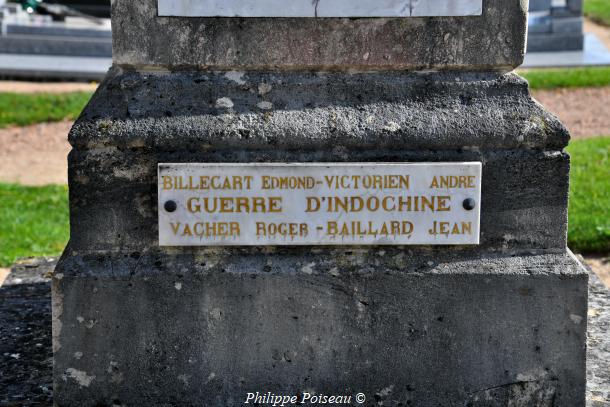 BILLECART EDMOND-VICTORIEN ANDRE
GUERRE D'INDOCHINE
VACHER ROGER - BAILLARD JEAN
Philippe Poiseau ©